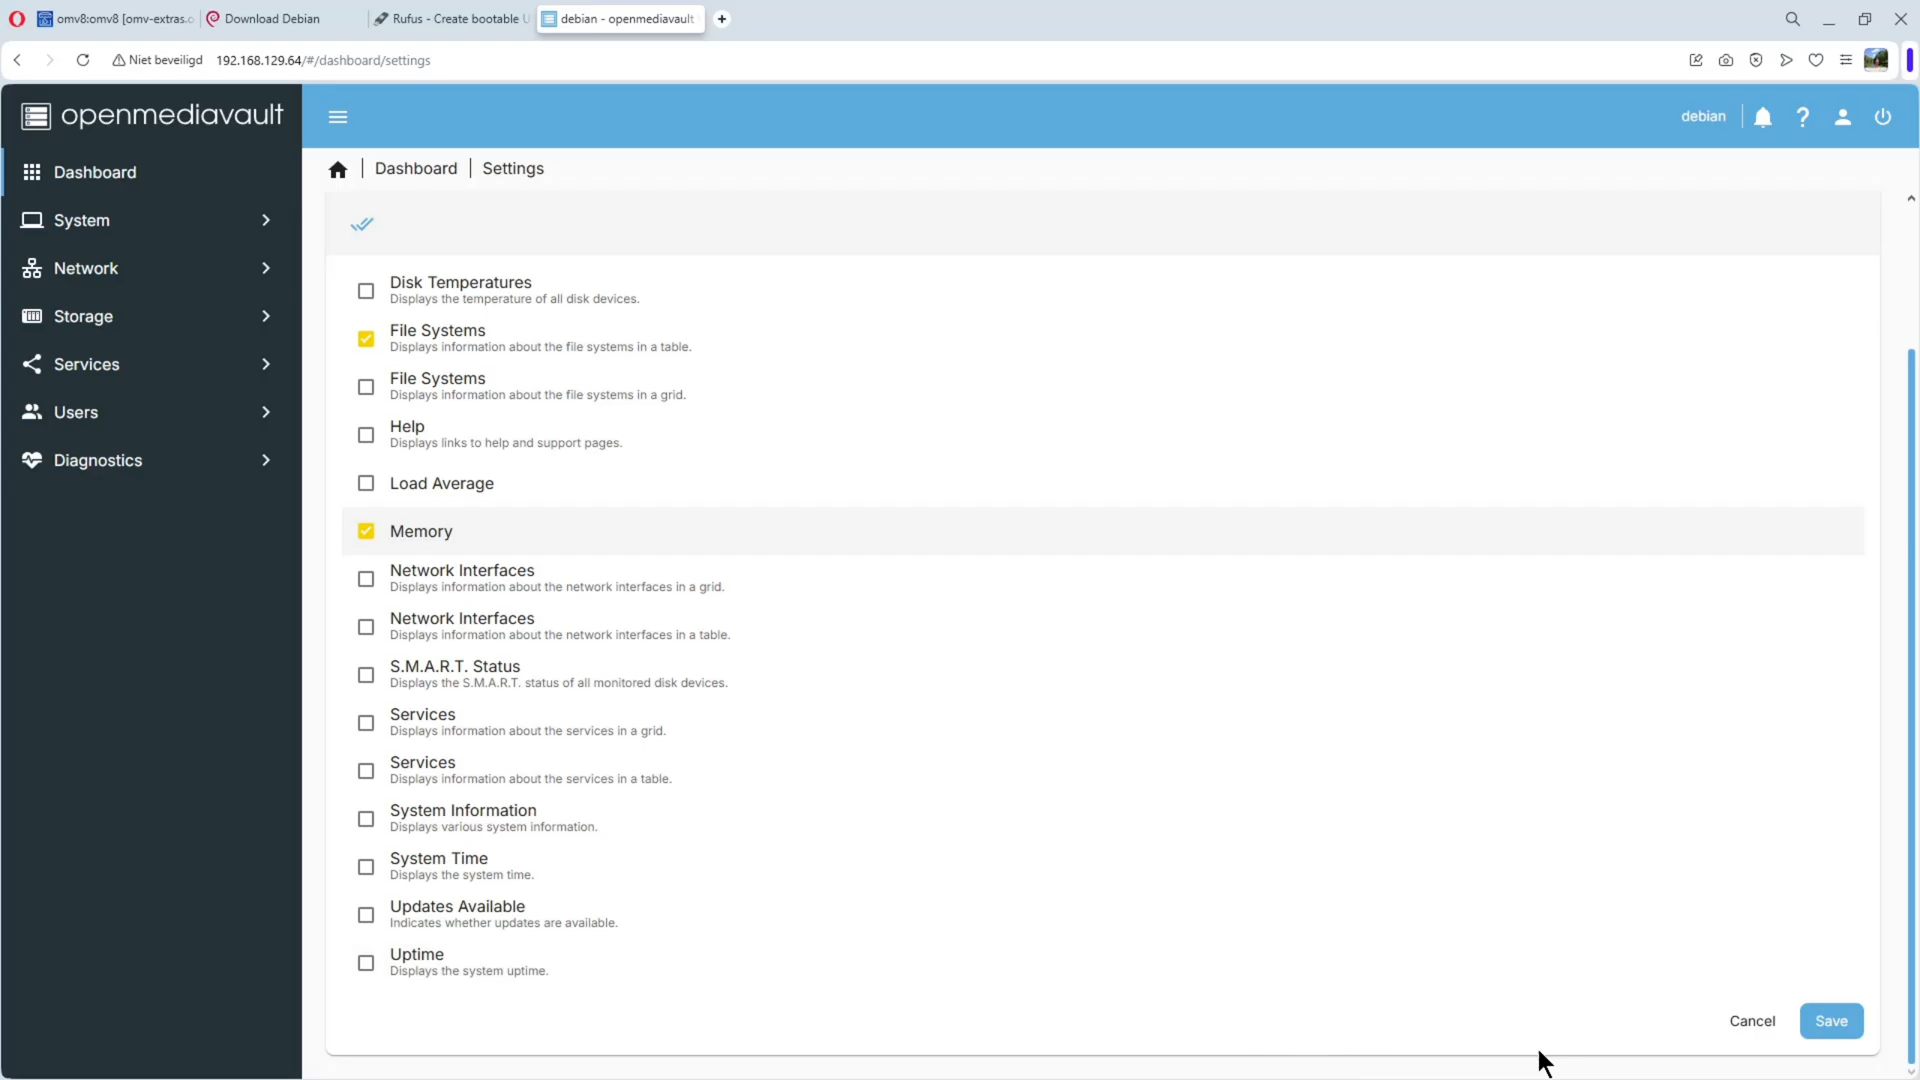 omv8:omv8 [omv-extras.o
Download Debian
Rufus - Create bootable U
debian - openmediavault
Niet beveiligd
192.168.129.64/#/dashboard/settings
openmediavault
debian
Dashboard
System
Network
Storage
Services
Users
Diagnostics
Dashboard
Settings
Disk Temperatures
Displays the temperature of all disk devices.
File Systems
Displays information about the file systems in a table.
File Systems
Displays information about the file systems in a grid.
Help
Displays links to help and support pages.
Load Average
Memory
Network Interfaces
Displays information about the network interfaces in a grid.
Network Interfaces
Displays information about the network interfaces in a table.
S.M.A.R.T. Status
Displays the S.M.A.R.T. status of all monitored disk devices.
Services
Displays information about the services in a grid.
Services
Displays information about the services in a table.
System Information
Displays various system information.
System Time
Displays the system time.
Updates Available
Indicates whether updates are available.
Uptime
Displays the system uptime.
Cancel
Save